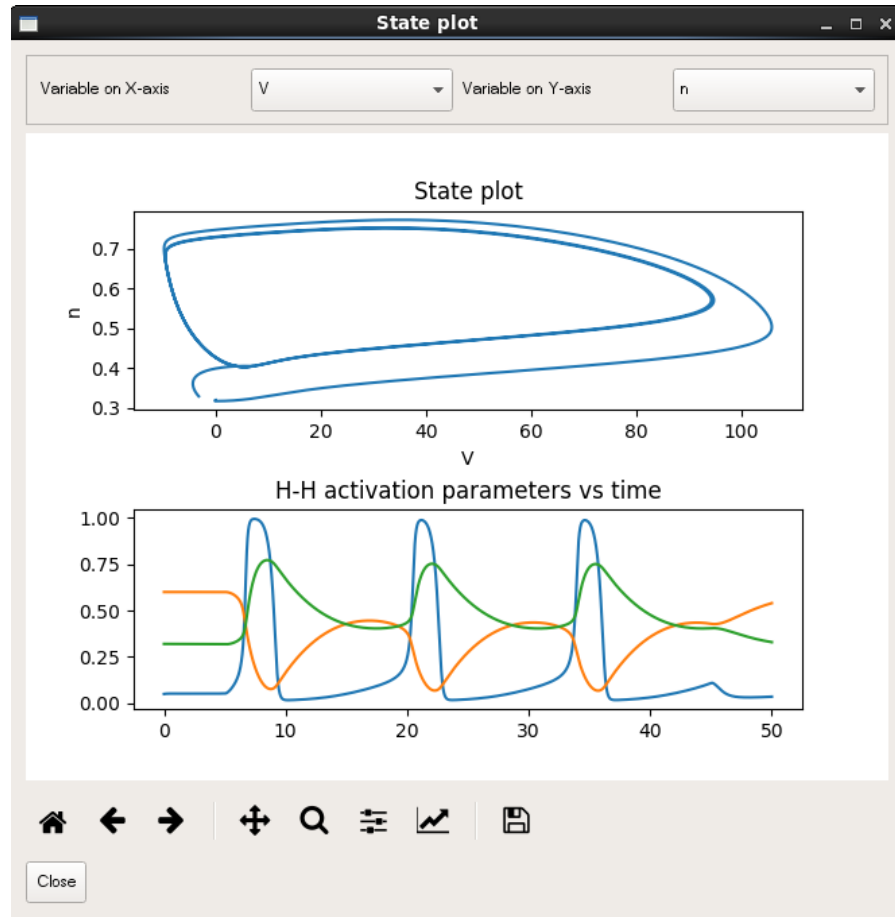 State plot
Variable on X-axis V Variable on Y-axis n
State plot
0.7
0.6
0.5
0.4
0.3
n
0 20 40 60 80 100
V
H-H activation parameters vs time
1.00
0.75
0.50
0.25
0.00
0 10 20 30 40 50
Close